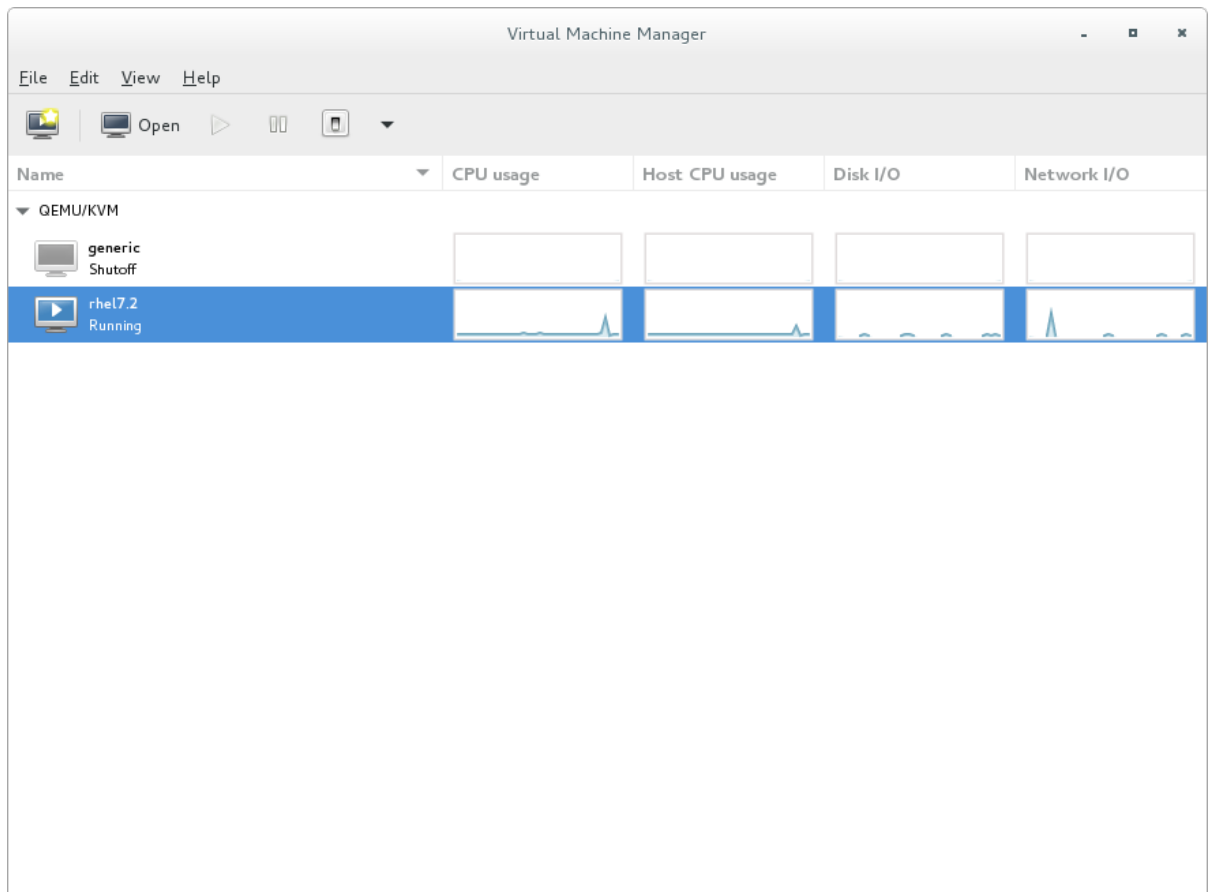 Virtual Machine Manager
File Edit View Help
Open
Name CPU usage Host CPU usage Disk I/O Network I/O
QEMU/KVM
generic
Shutoff
rhel7.2
Running